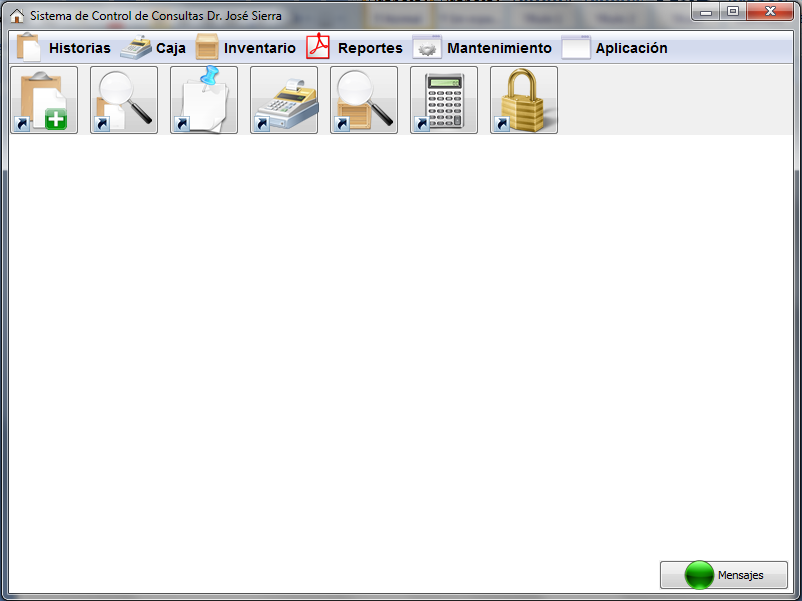 Sistema de Control de Consultas Dr. José Sierra
Historias Caja Inventario Reportes Mantenimiento Aplicación
Mensajes